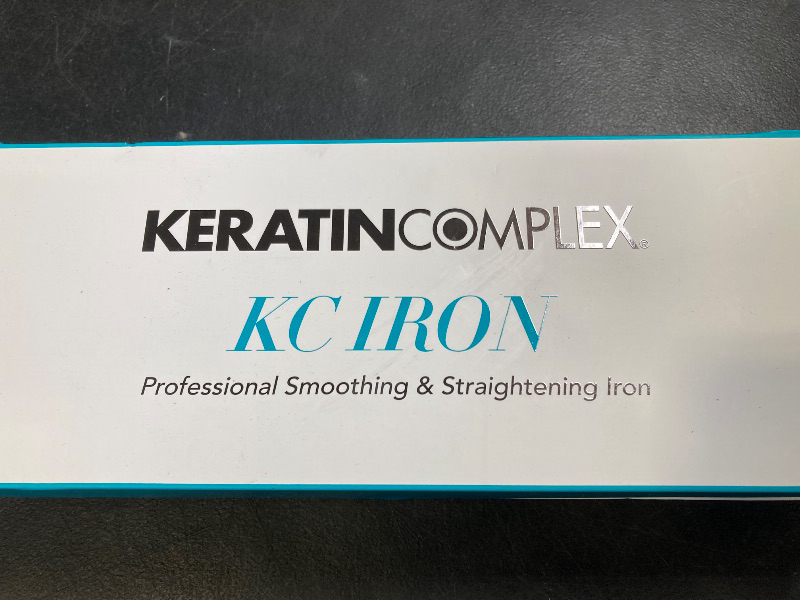 KERATINCOMPLEX®
KC IRON
Professional Smoothing & Straightening Iron